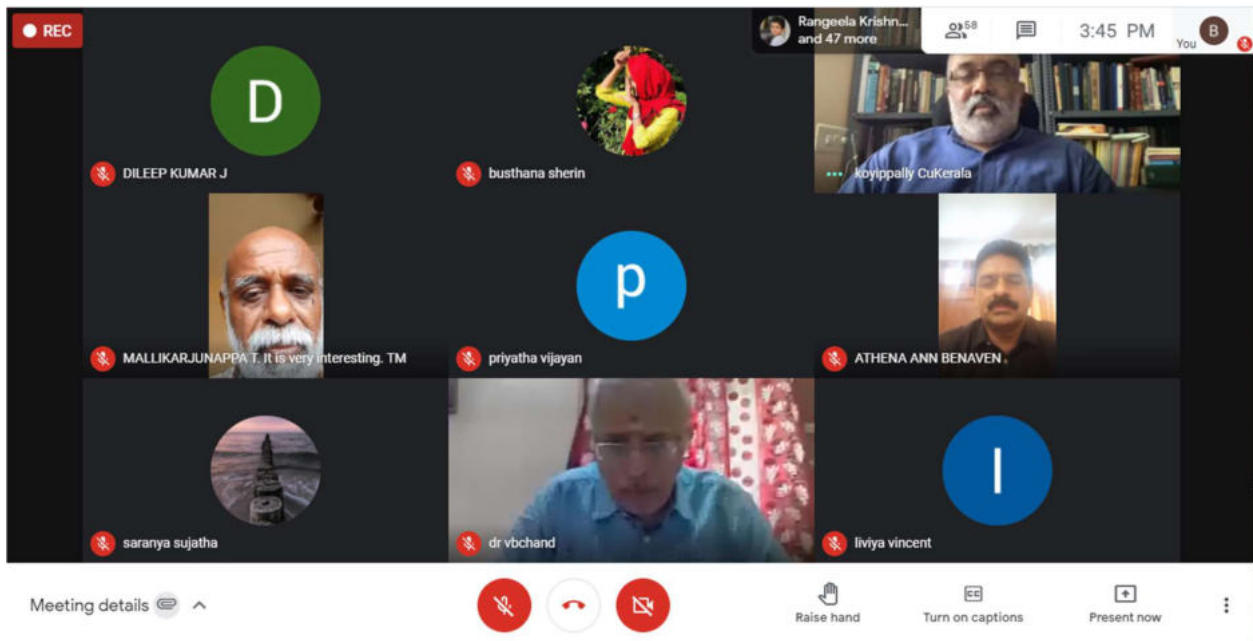 REC
Rangeela Krishn...
and 47 more
58
3:45 PM
You
B
D
DILEEP KUMAR J
busthana sherin
koyippally CuKerala
MALLIKARJUNAPPA T. It is very interesting. TM
p
priyatha vijayan
ATHENA ANN BENAVEN
saranya sujatha
dr vbchand
l
liviya vincent
Meeting details
Raise hand
CC
Turn on captions
Present now